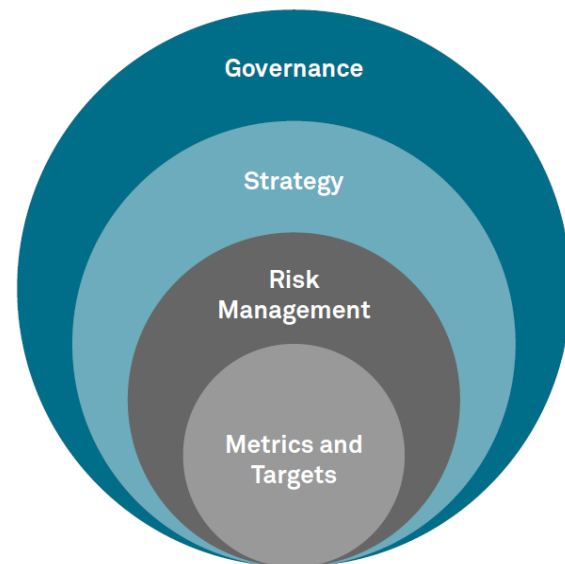 Governance
Strategy
Risk
Management
Metrics and
Targets